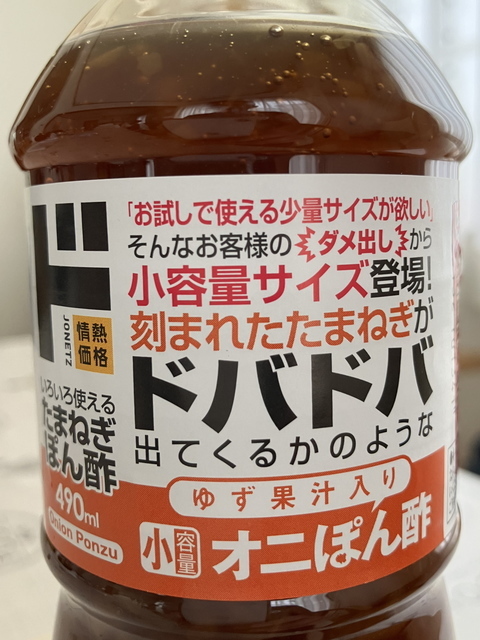 「お試しで使える少量サイズが欲しい」
そんなお客様のダメ出しから
小容量サイズ登場!
刻まれたたまねぎが
ドバドバ
出てくるかのような
ゆず果汁入り
小容量オニぽん酢
ド
JONETZ
情熱価格
いろいろ使える
たまねぎ
ぽん酢
490ml
Onion Ponzu